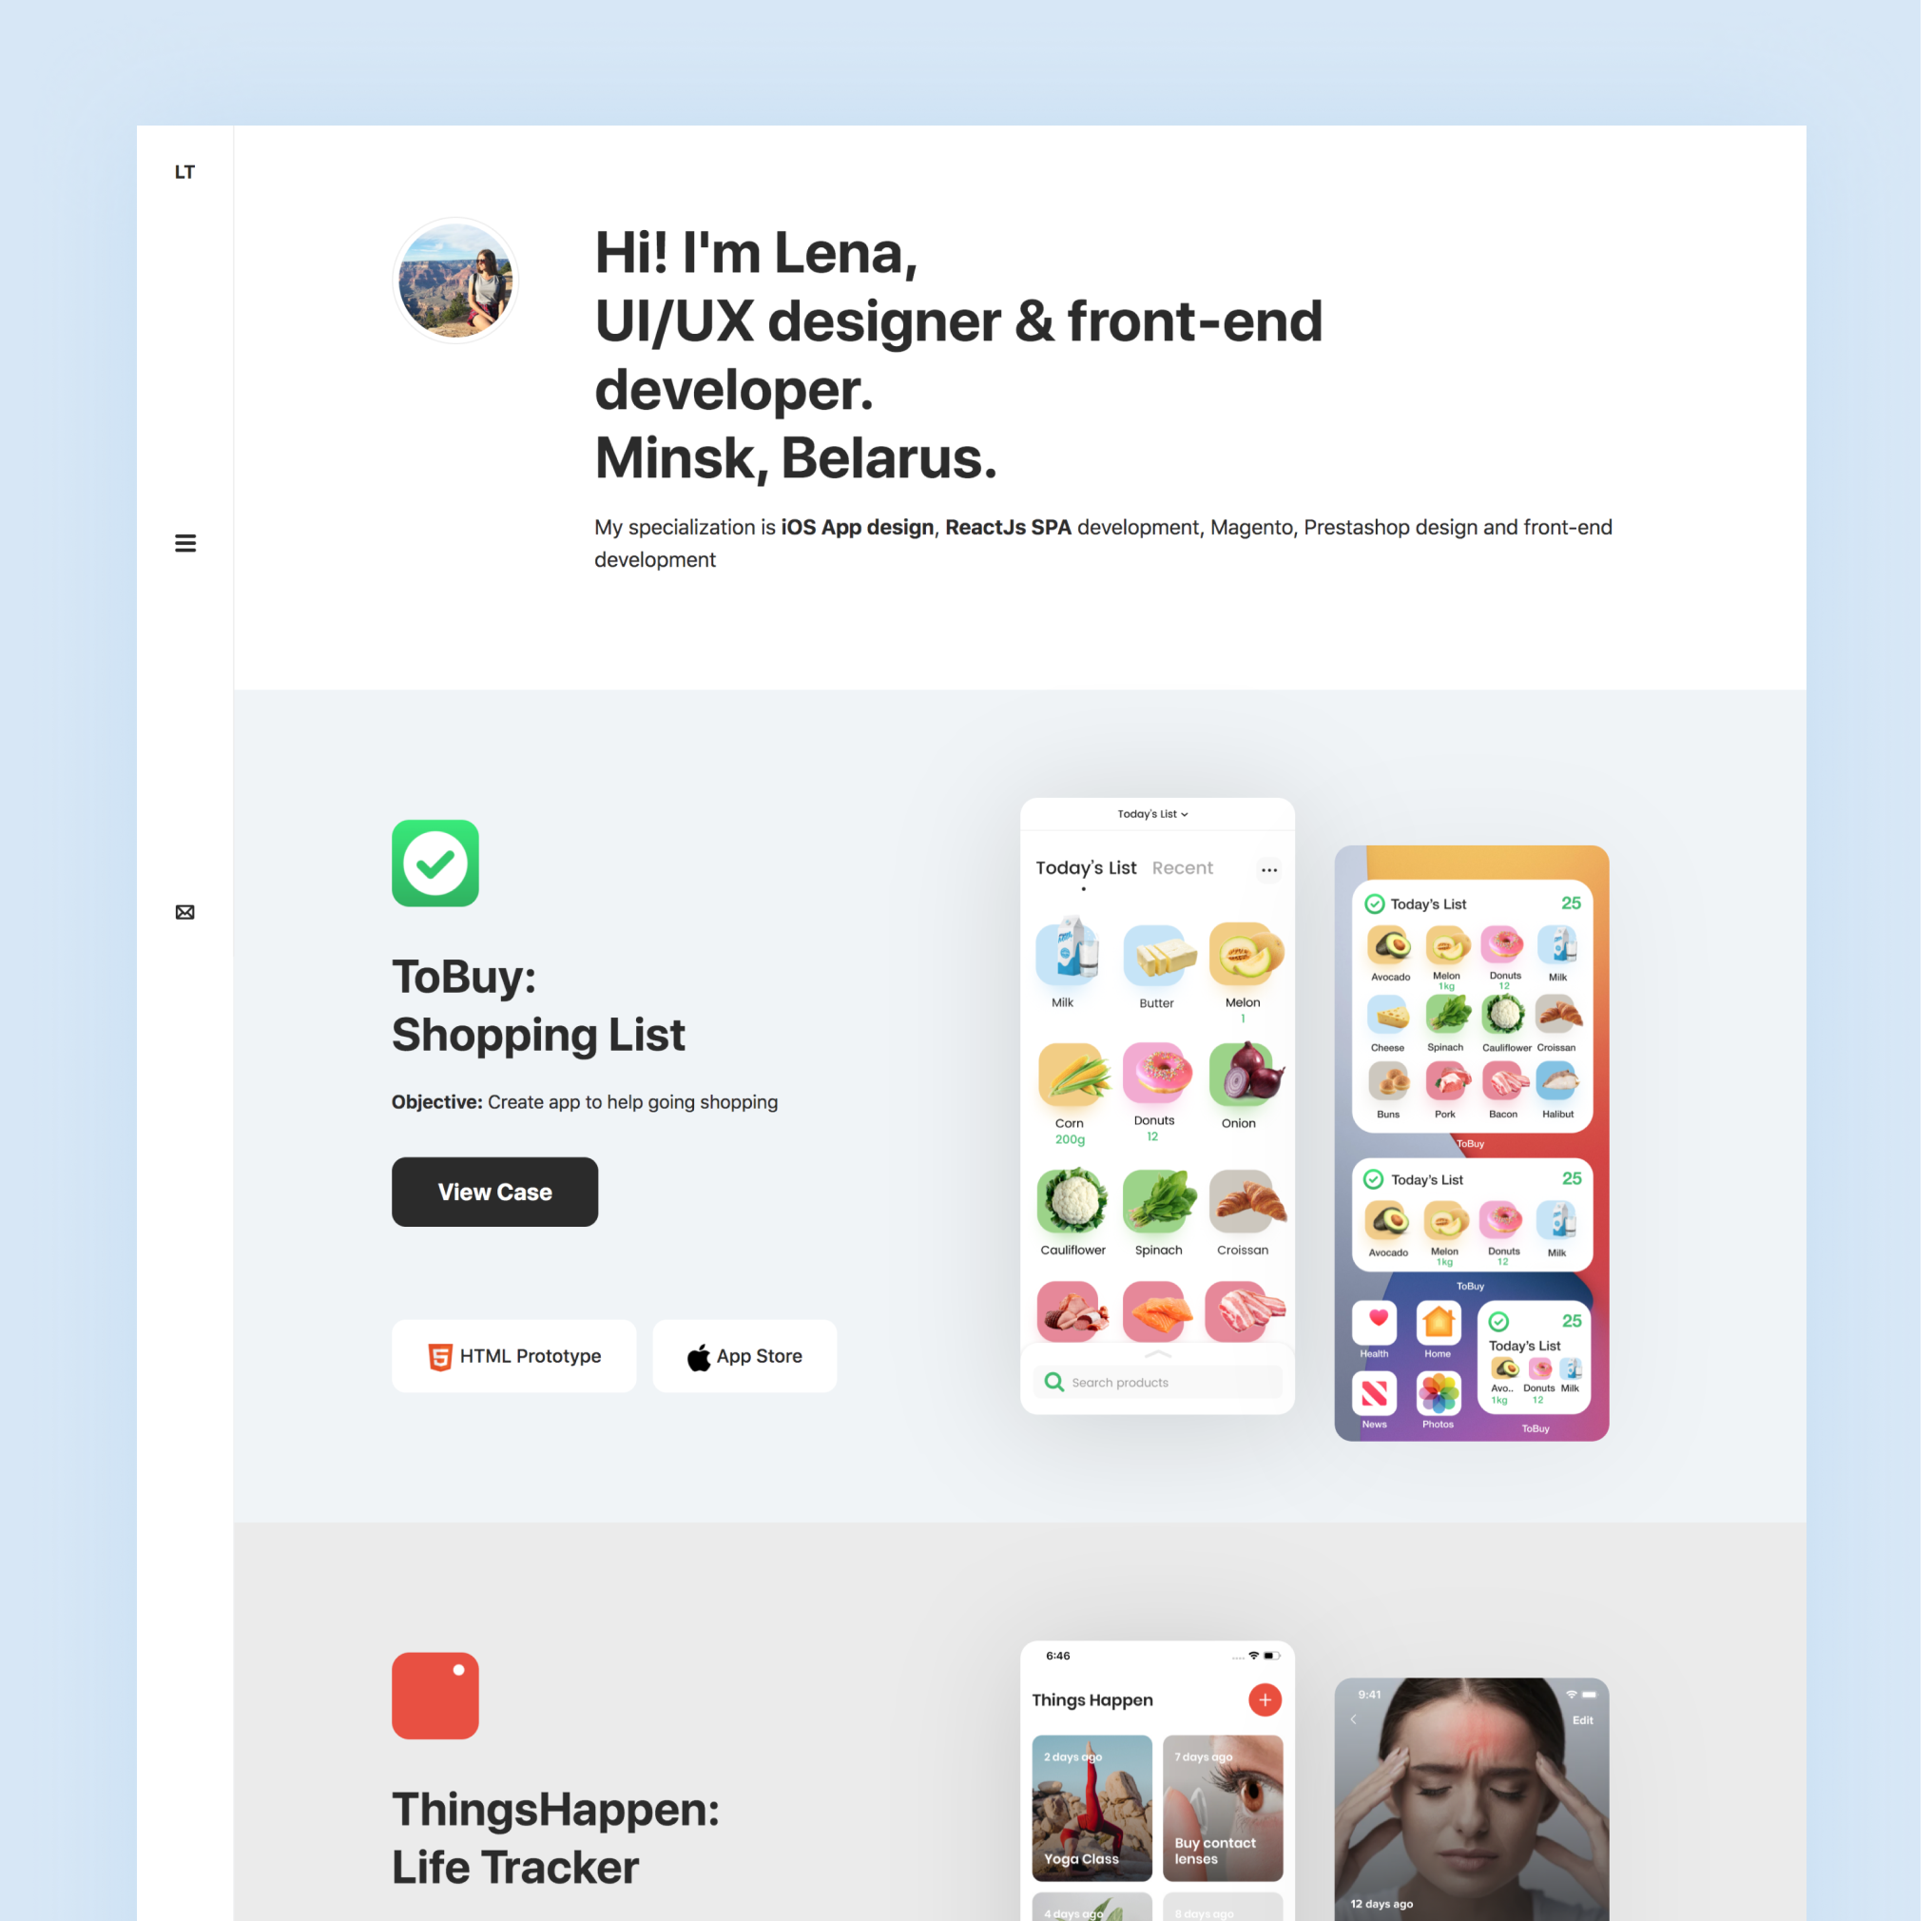 LT
Hi! I'm Lena,
UI/UX designer & front-end
developer.
Minsk, Belarus.
My specialization is iOS App design, ReactJs SPA development, Magento, Prestashop design and front-end
development
ToBuy:
Shopping List
Objective: Create app to help going shopping
View Case
HTML Prototype
App Store
Today's List
Today's List Recent
Milk Butter Melon
1
Corn Donuts Onion
200g 12
Cauliflower Spinach Croissan
Search products
Today's List 25
Avocado Melon Donuts Milk
1kg 12
Cheese Spinach Cauliflower Croissan
Buns Pork Bacon Halibut
ToBuy
Today's List 25
Avocado Melon Donuts Milk
1kg 12
ToBuy
Health Home
News Photos
25
Today's List
Avo.. Donuts Milk
1kg 12
ToBuy
ThingsHappen:
Life Tracker
6:46
Things Happen
2 days ago
Yoga Class
7 days ago
Buy contact
lenses
4 days ago
8 days ago
9:41
Edit
12 days ago